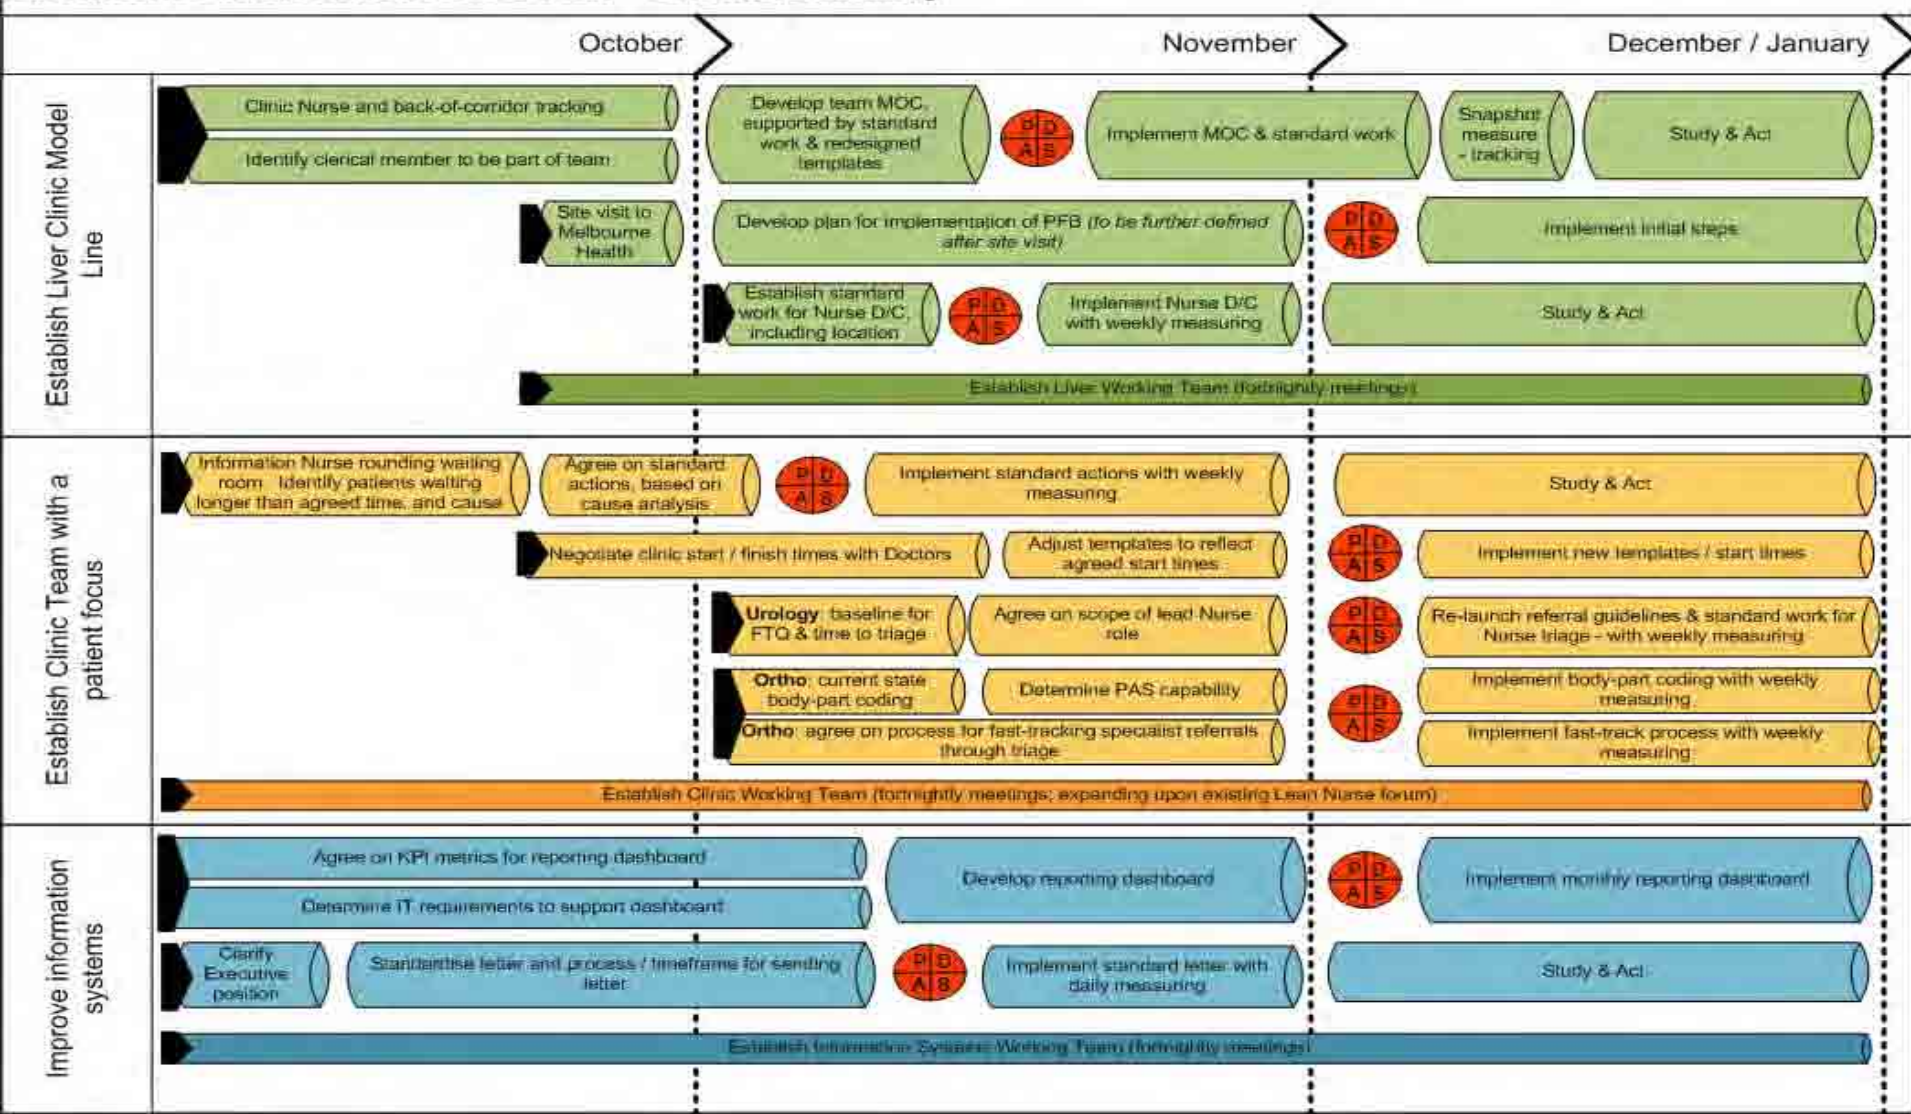 October
November
December / January
Establish Liver Clinic Model
Line
Clinic Nurse and back-of-corridor tracking
Identify clerical member to be part of team
Develop team MOC,
supported by standard
work & redesigned
templates
P D
A S
Implement MOC & standard work
Snapshot
measure
- tracking
Study & Act
Site visit to
Melbourne
Health
Develop plan for implementation of PFB (to be further defined
after site visit)
P D
A S
Implement initial steps
Establish standard
work for Nurse D/C,
including location
P D
A S
Implement Nurse D/C
with weekly measuring
Study & Act
Establish Liver Working Team (fortnightly meetings)
Establish Clinic Team with a
patient focus
Information Nurse rounding waiting
room Identify patients waiting
longer than agreed time, and cause
Agree on standard
actions, based on
cause analysis
P D
A S
Implement standard actions with weekly
measuring
Study & Act
Negotiate clinic start / finish times with Doctors
Adjust templates to reflect
agreed start times
P D
A S
Implement new templates / start times
Urology: baseline for
FTQ & time to triage
Agree on scope of lead Nurse
role
P D
A S
Re-launch referral guidelines & standard work for
Nurse triage - with weekly measuring
Ortho: current state
body-part coding
Determine PAS capability
P D
A S
Implement body-part coding with weekly
measuring
Ortho: agree on process for fast-tracking specialist referrals
through triage
Implement fast-track process with weekly
measuring
Establish Clinic Working Team (fortnightly meetings; expanding upon existing Lean Nurse forum)
Improve information
systems
Agree on KPI metrics for reporting dashboard
Determine IT requirements to support dashboard
Develop reporting dashboard
P D
A S
Implement monthly reporting dashboard
Clarify
Executive
position
Standardise letter and process / timeframe for sending
letter
P D
A S
Implement standard letter with
daily measuring
Study & Act
Establish Information Systems Working Team (fortnightly meetings)